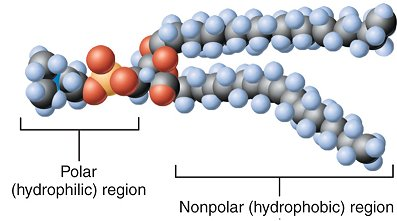 Polar
(hydrophilic) region
Nonpolar (hydrophobic) region